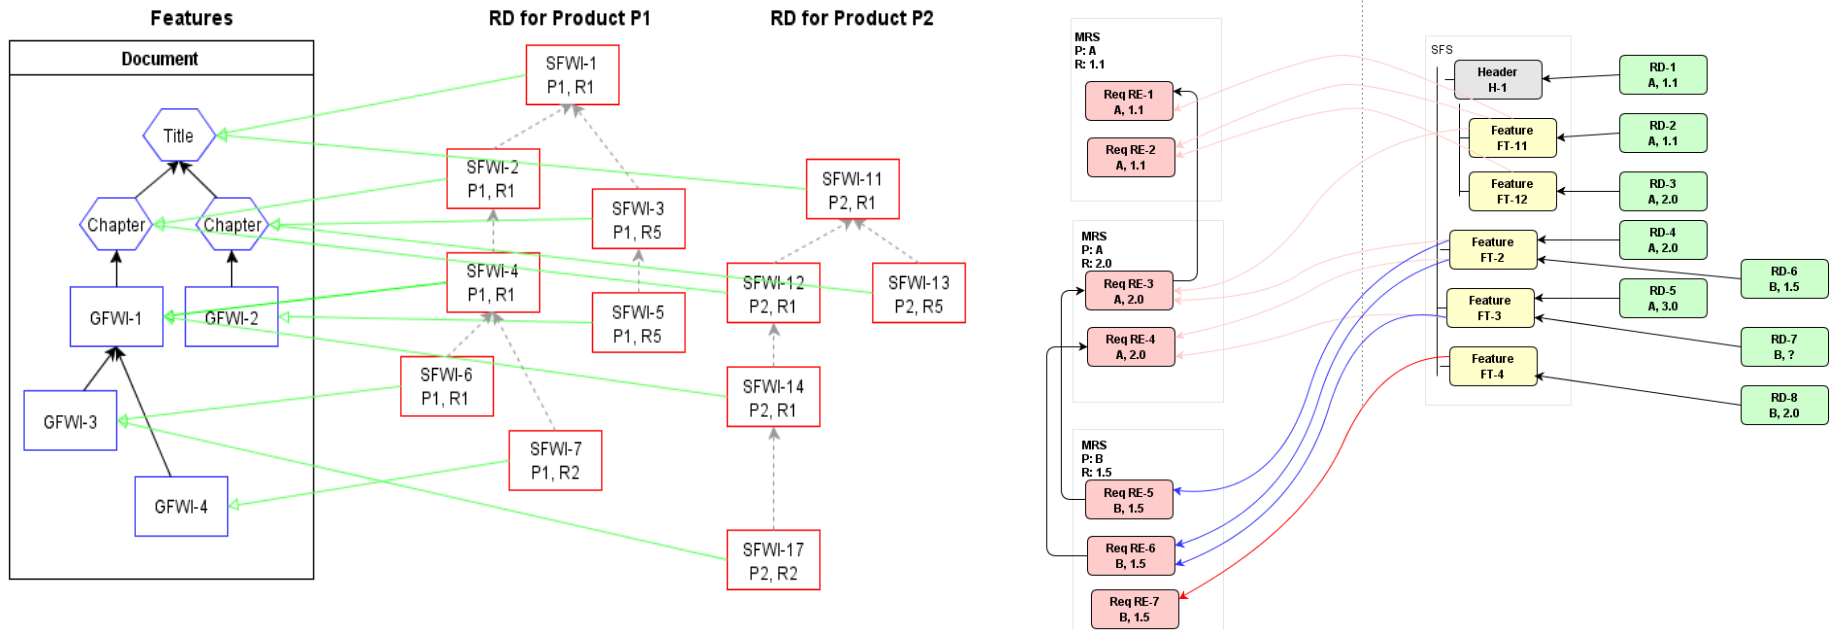 Features
RD for Product P1
RD for Product P2
Document
Title
Chapter
Chapter
GFWI-1
GFWI-2
GFWI-3
GFWI-4
SFWI-1
P1, R1
SFWI-2
P1, R1
SFWI-3
P1, R5
SFWI-4
P1, R1
SFWI-5
P1, R5
SFWI-6
P1, R1
SFWI-7
P1, R2
SFWI-11
P2, R1
SFWI-12
P2, R1
SFWI-13
P2, R5
SFWI-14
P2, R1
SFWI-17
P2, R2
MRS
P: A
R: 1.1
Req RE-1
A, 1.1
Req RE-2
A, 1.1
MRS
P: A
R: 2.0
Req RE-3
A, 2.0
Req RE-4
A, 2.0
MRS
P: B
R: 1.5
Req RE-5
B, 1.5
Req RE-6
B, 1.5
Req RE-7
B, 1.5
SFS
Header
H-1
Feature
FT-11
Feature
FT-12
Feature
FT-2
Feature
FT-3
Feature
FT-4
RD-1
A, 1.1
RD-2
A, 1.1
RD-3
A, 2.0
RD-4
A, 2.0
RD-6
B, 1.5
RD-5
A, 3.0
RD-7
B, ?
RD-8
B, 2.0